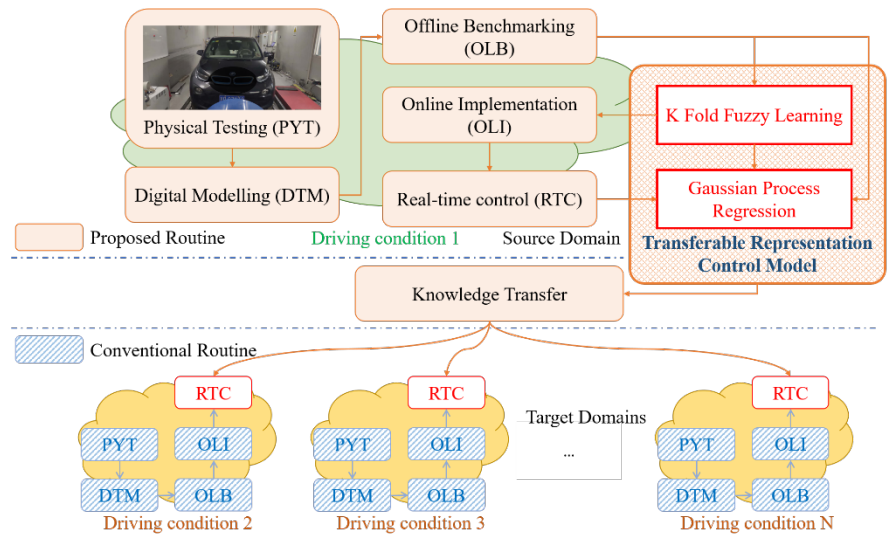 Offline Benchmarking
(OLB)
Physical Testing (PYT)
Online Implementation
(OLI)
K Fold Fuzzy Learning
Digital Modelling (DTM)
Real-time control (RTC)
Gaussian Process
Regression
Proposed Routine
Driving condition 1
Source Domain
Transferable Representation
Control Model
Knowledge Transfer
Conventional Routine
RTC
RTC
RTC
PYT
OLI
PYT
OLI
Target Domains
...
PYT
OLI
DTM
OLB
DTM
OLB
DTM
OLB
Driving condition 2
Driving condition 3
Driving condition N